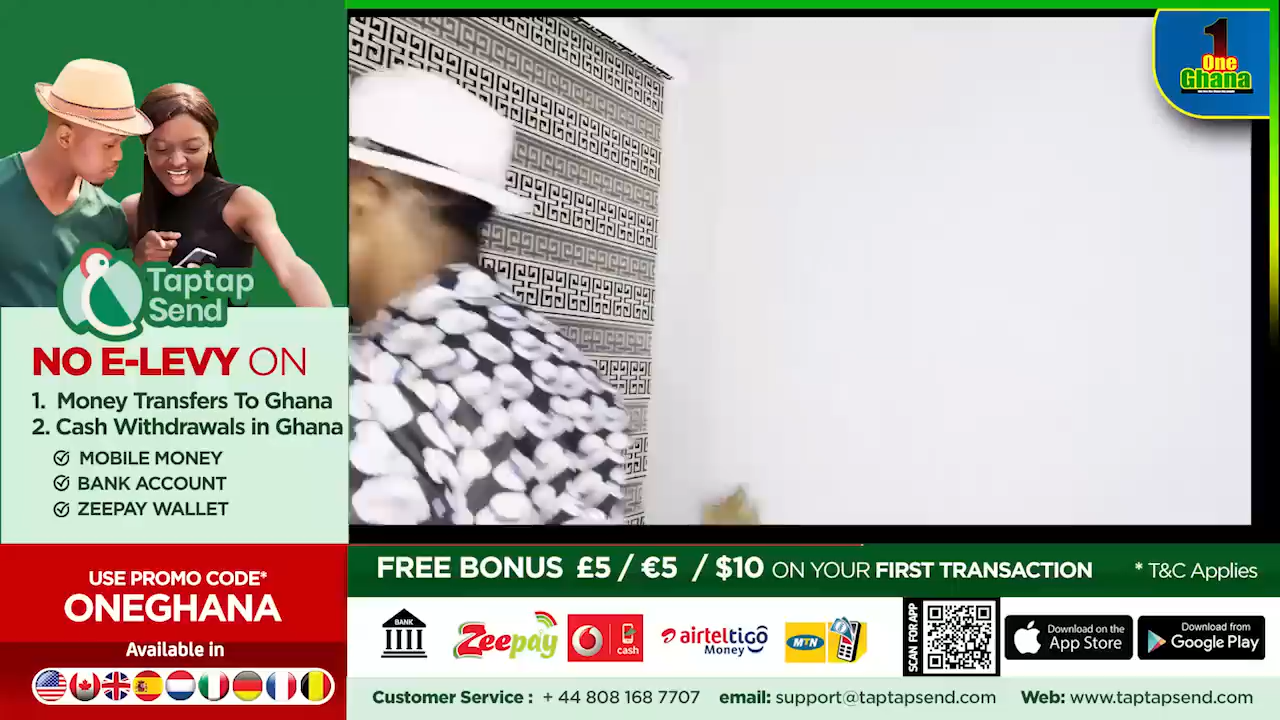 1
One
Ghana
Taptap
Send
NO E-LEVY ON
1. Money Transfers To Ghana
2. Cash Withdrawals in Ghana
MOBILE MONEY
BANK ACCOUNT
ZEEPAY WALLET
USE PROMO CODE*
ONEGHANA
Available in
FREE BONUS £5 / €5 / $10 ON YOUR FIRST TRANSACTION * T&C Applies
BANK
Zeepay
cash
airteltigo
Money
MTN
SCAN FOR APP
Download on the
App Store
Download from
Google Play
Customer Service : + 44 808 168 7707 email: support@taptapsend.com Web: www.taptapsend.com